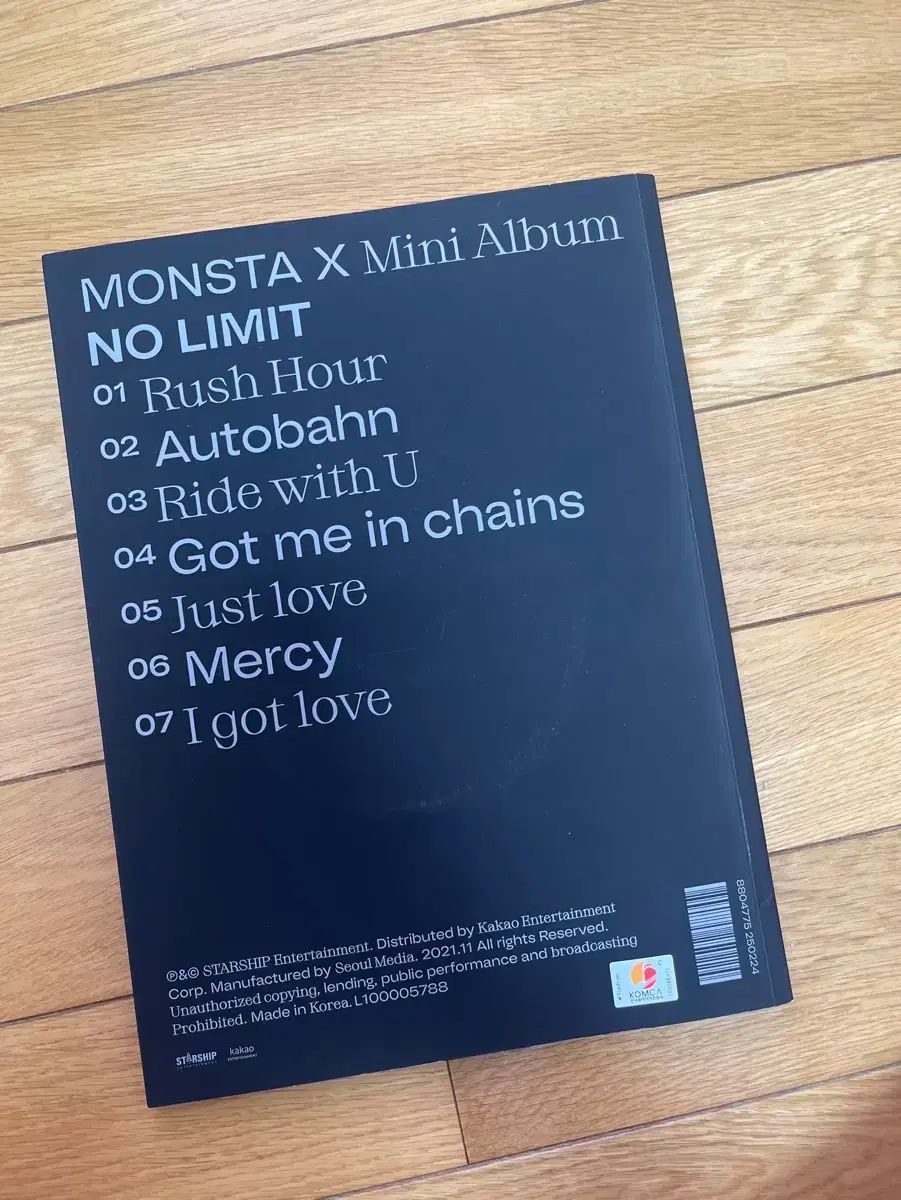 MONSTA X Mini Album
NO LIMIT
01 Rush Hour
02 Autobahn
03 Ride with U
04 Got me in chains
05 Just love
06 Mercy
07 I got love
℗&© STARSHIP Entertainment. Distributed by Kakao Entertainment
Corp. Manufactured by Seoul Media. 2021.11 All rights Reserved.
Unauthorized copying, lending, public performance and broadcasting
Prohibited. Made in Korea. L100005788
STARSHIP
ENTERTAINMENT
kakao
ENTERTAINMENT
KOMCA
8804775 250224